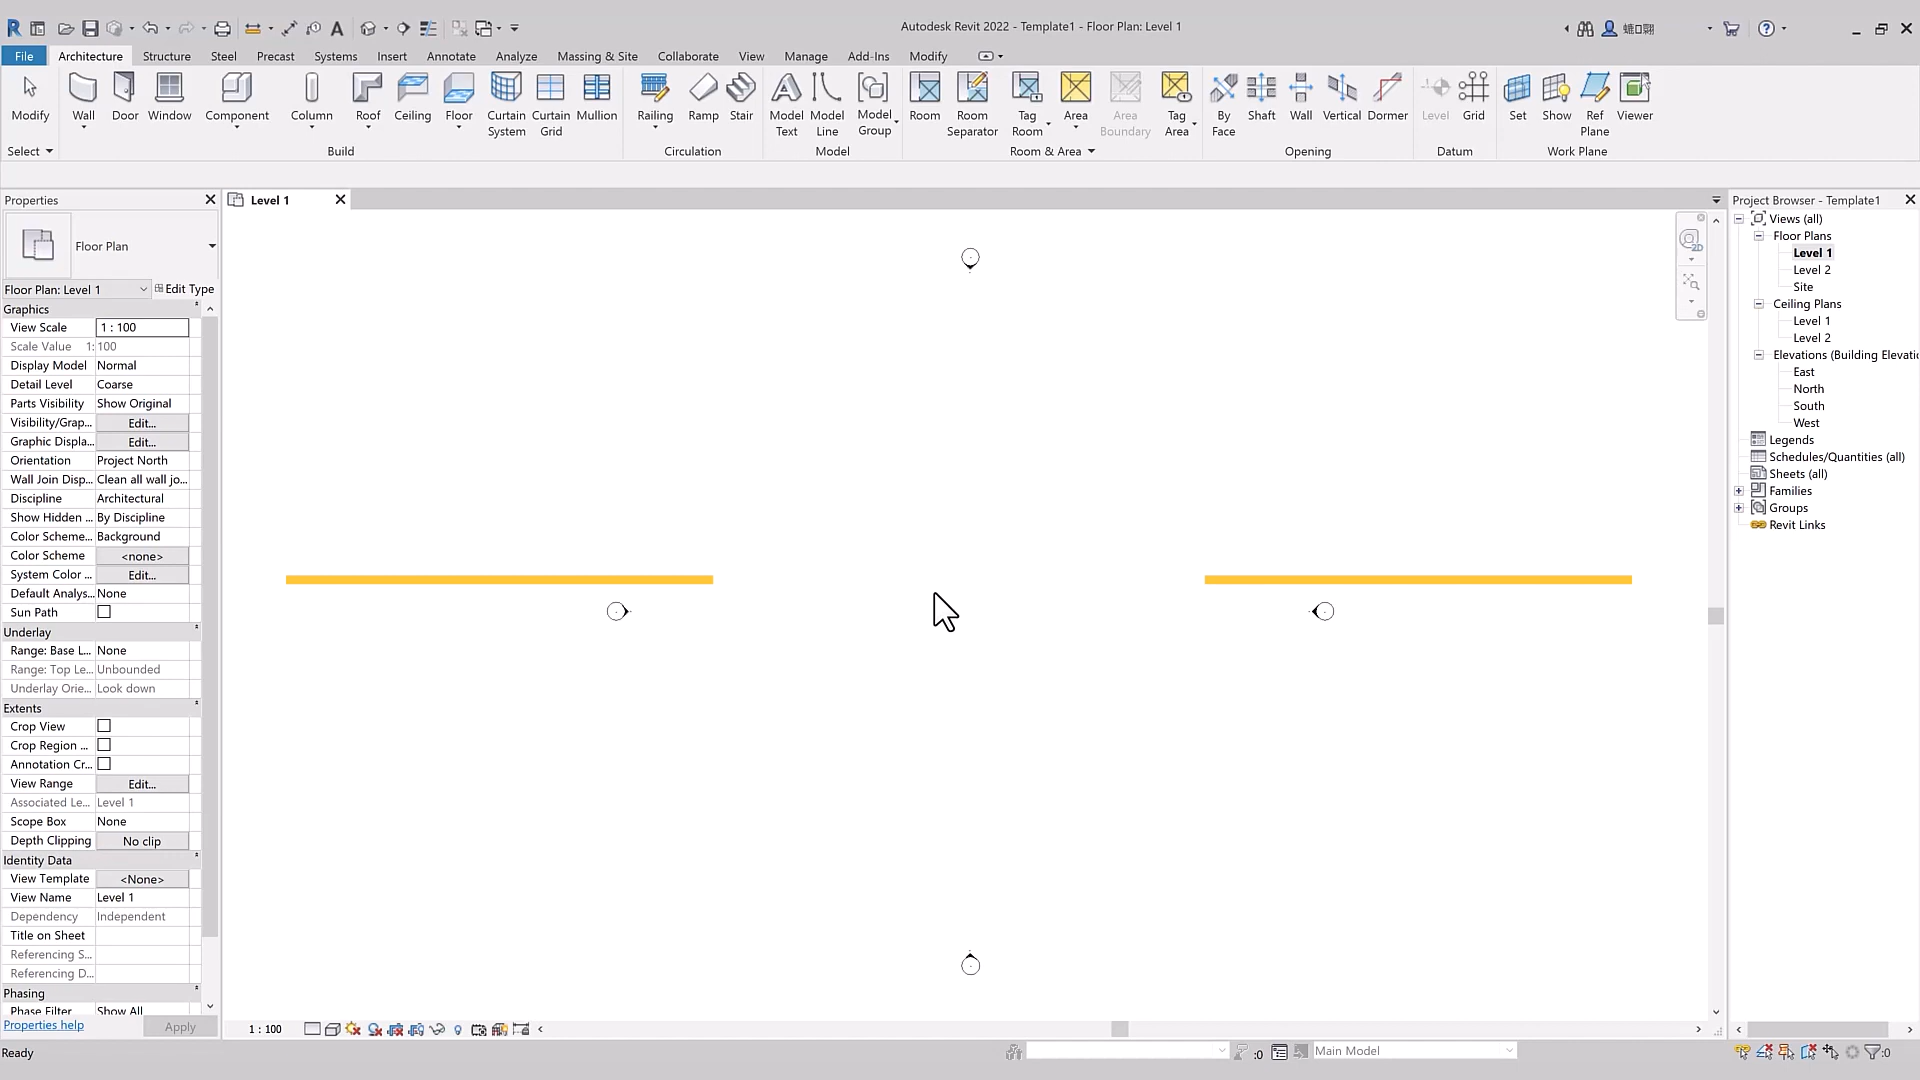 Autodesk Revit 2022 - Template1 - Floor Plan: Level 1
File Architecture Structure Steel Precast Systems Insert Annotate Analyze Massing & Site Collaborate View Manage Add-Ins Modify
Modify
Wall
Door
Window
Component
Column
Roof
Ceiling
Floor
Curtain
System
Curtain
Grid
Mullion
Railing
Ramp
Stair
Model
Text
Model
Line
Model
Group
Room
Room
Separator
Tag
Room
Area
Area
Boundary
Tag
Area
By
Face
Shaft
Wall
Vertical
Dormer
Level
Grid
Set
Show
Ref
Plane
Viewer
Select
Build
Circulation
Model
Room & Area
Opening
Datum
Work Plane
Properties
Floor Plan
Floor Plan: Level 1
Edit Type
Graphics
View Scale 1 : 100
Scale Value 1: 100
Display Model Normal
Detail Level Coarse
Parts Visibility Show Original
Visibility/Grap... Edit...
Graphic Displa... Edit...
Orientation Project North
Wall Join Disp... Clean all wall jo...
Discipline Architectural
Show Hidden ... By Discipline
Color Scheme... Background
Color Scheme <none>
System Color ... Edit...
Default Analys... None
Sun Path
Underlay
Range: Base L... None
Range: Top Le... Unbounded
Underlay Orie... Look down
Extents
Crop View
Crop Region ...
Annotation Cr...
View Range Edit...
Associated Le... Level 1
Scope Box None
Depth Clipping No clip
Identity Data
View Template <None>
View Name Level 1
Dependency Independent
Title on Sheet
Referencing S...
Referencing D...
Phasing
Phase Filter Show All
Properties help
Apply
Level 1
2D
Project Browser - Template1
Views (all)
Floor Plans
Level 1
Level 2
Site
Ceiling Plans
Level 1
Level 2
Elevations (Building Elevati
East
North
South
West
Legends
Schedules/Quantities (all)
Sheets (all)
Families
Groups
Revit Links
1 : 100
Ready
:0
Main Model
:0